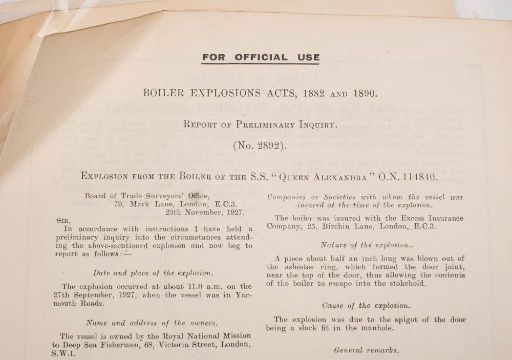 FOR OFFICIAL USE
BOILER EXPLOSIONS ACTS, 1882 AND 1890.
REPORT OF PRELIMINARY INQUIRY.
(No. 2892).
EXPLOSION FROM THE BOILER OF THE S.S. "QUEEN ALEXANDRA" O.N. 114840.
Board of Trade Surveyors' Office,
79, Mark Lane, London, E.C.3.
25th November, 1927.
SIR,
In accordance with instructions I have held a
preliminary inquiry into the circumstances attend-
ing the above-mentioned explosion and now beg to
report as follows:—
Date and place of the explosion.
The explosion occurred at about 11.0 a.m. on the
27th September, 1927, when the vessel was in Yar-
mouth Roads.
Name and address of the owners.
The vessel is owned by the Royal National Mission
to Deep Sea Fishermen, 68, Victoria Street, London,
S.W.1.
Companies or Societies with whom the vessel was
insured at the time of the explosion.
The boiler was insured with the Excess Insurance
Company, 25, Birchin Lane, London, E.C.3.
Nature of the explosion.
A piece about half an inch long was blown out of
the asbestos ring, which formed the door joint,
near the top of the door, thus allowing the contents
of the boiler to escape into the stokehold.
Cause of the explosion.
The explosion was due to the spigot of the door
being a slack fit in the manhole.
General remarks.